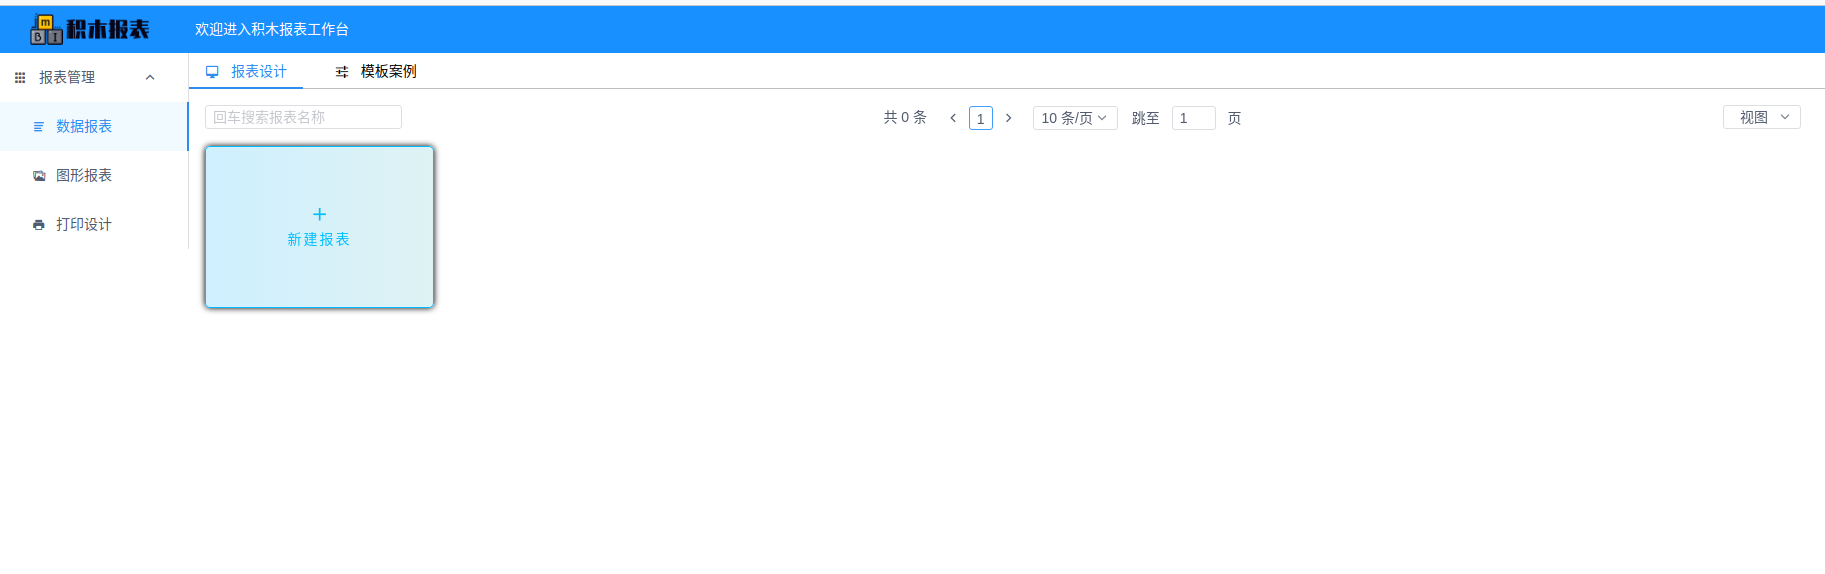 m
B I 积木报表 欢迎进入积木报表工作台
报表管理
数据报表
图形报表
打印设计
报表设计 模板案例
回车搜索报表名称 共 0 条 1 10 条/页 跳至 1 页 视图
+
新建报表